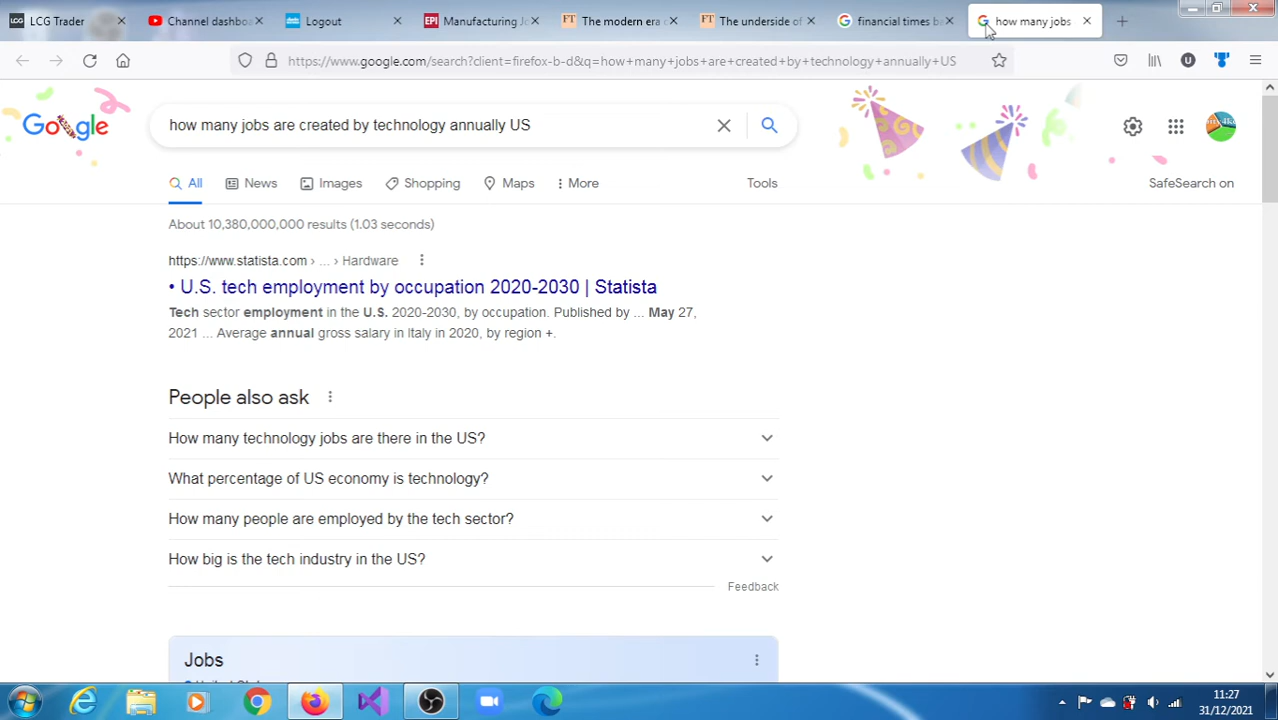 LCG Trader
Channel dashboa
Logout
EPI Manufacturing Jo
FT The modern era o
FT The underside of
financial times ba
how many jobs
https://www.google.com/search?client=firefox-b-d&q=how+many+jobs+are+created+by+technology+annually+US
Google
how many jobs are created by technology annually US
All
News
Images
Shopping
Maps
More
Tools
SafeSearch on
About 10,380,000,000 results (1.03 seconds)
https://www.statista.com › ... › Hardware
• U.S. tech employment by occupation 2020-2030 | Statista
Tech sector employment in the U.S. 2020-2030, by occupation. Published by ... May 27,
2021 ... Average annual gross salary in Italy in 2020, by region +.
People also ask
How many technology jobs are there in the US?
What percentage of US economy is technology?
How many people are employed by the tech sector?
How big is the tech industry in the US?
Feedback
Jobs
11:27
31/12/2021